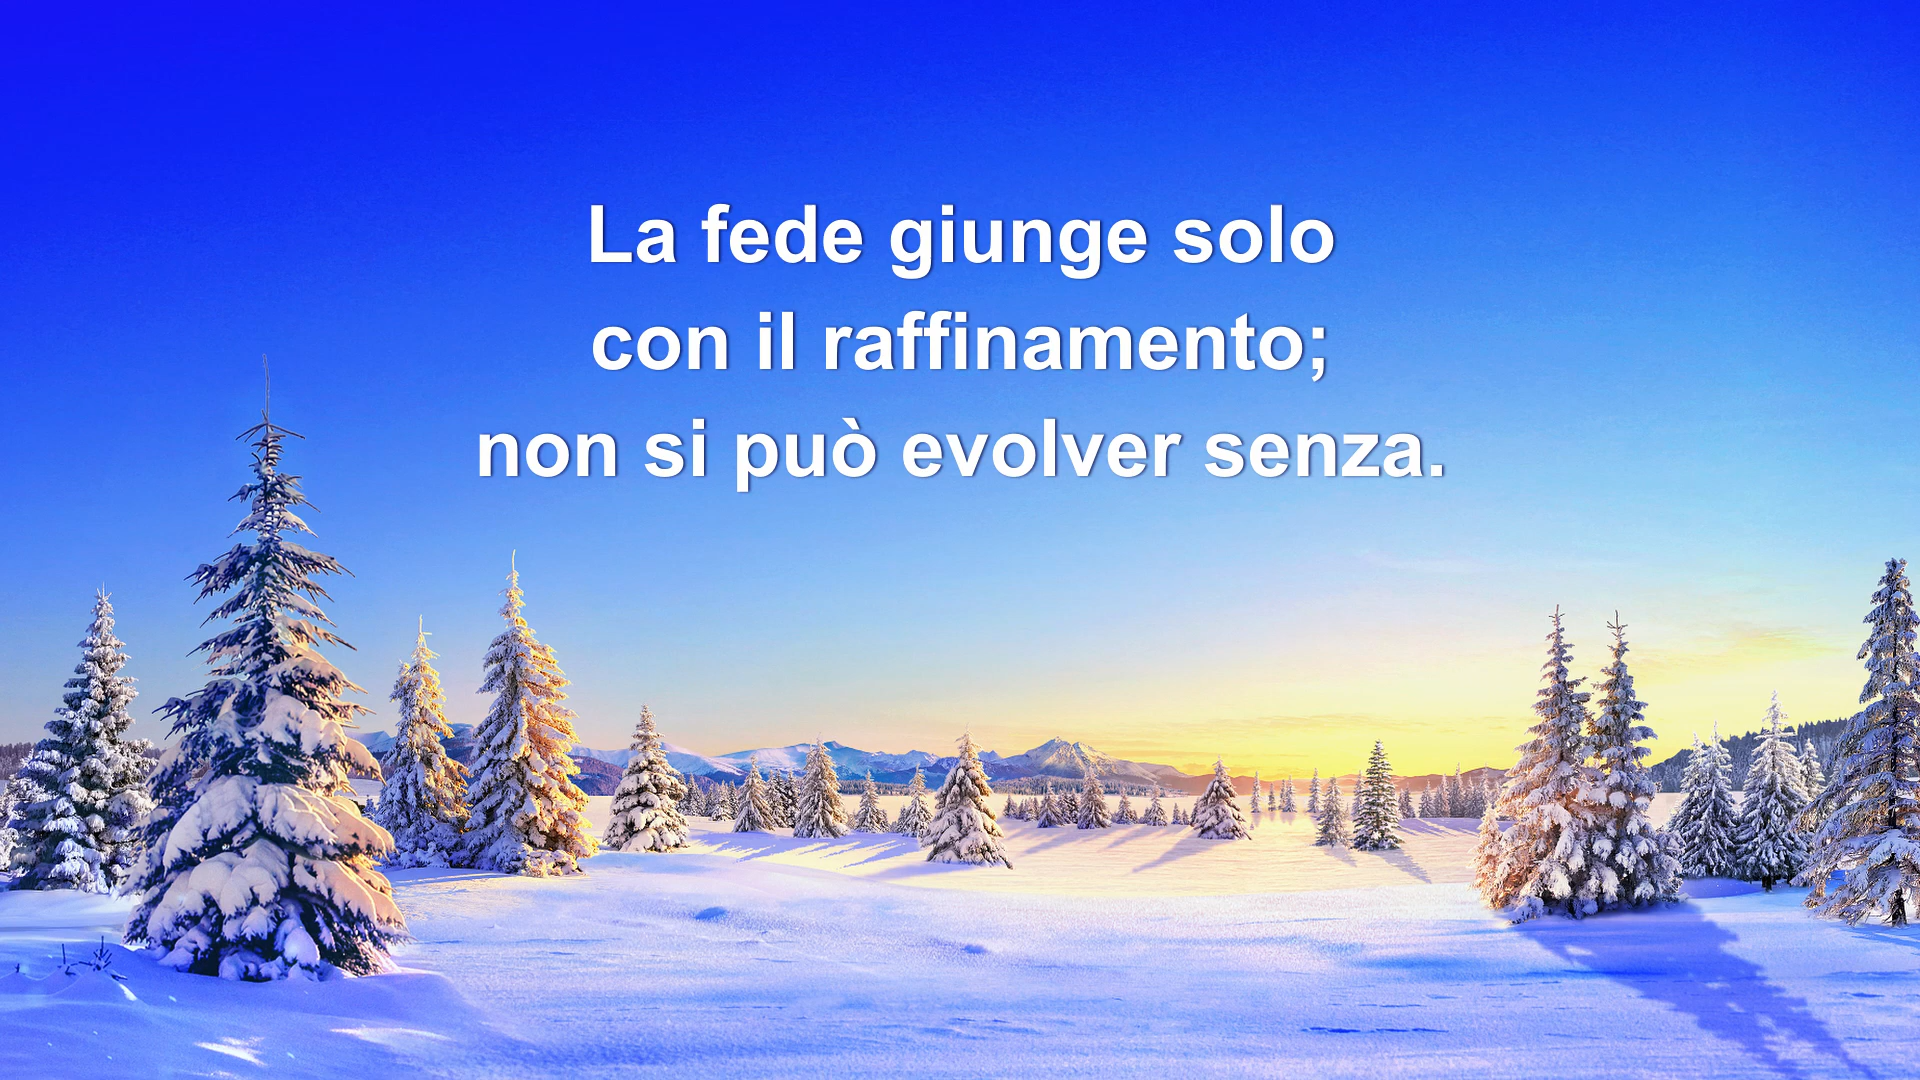 La fede giunge solo
con il raffinamento;
non si può evolver senza.